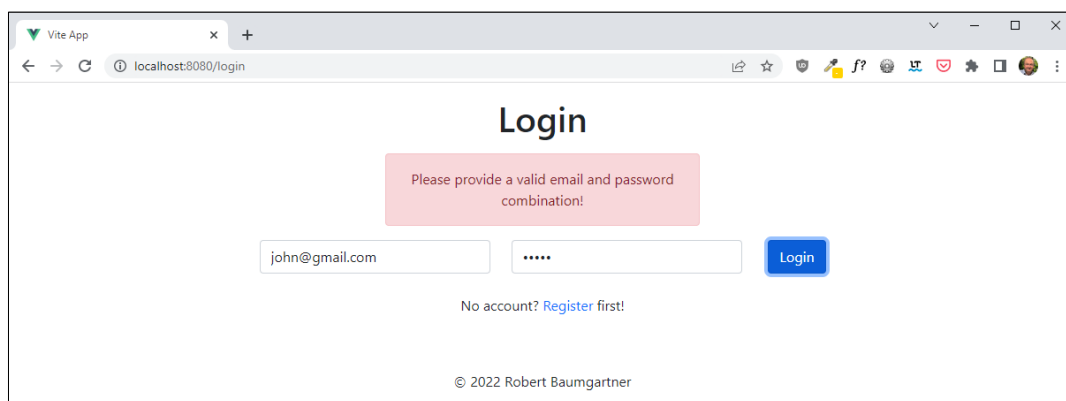 Vite App
localhost:8080/login
f?
LT
Login
Please provide a valid email and password
combination!
john@gmail.com
•••••
Login
No account? Register first!
© 2022 Robert Baumgartner